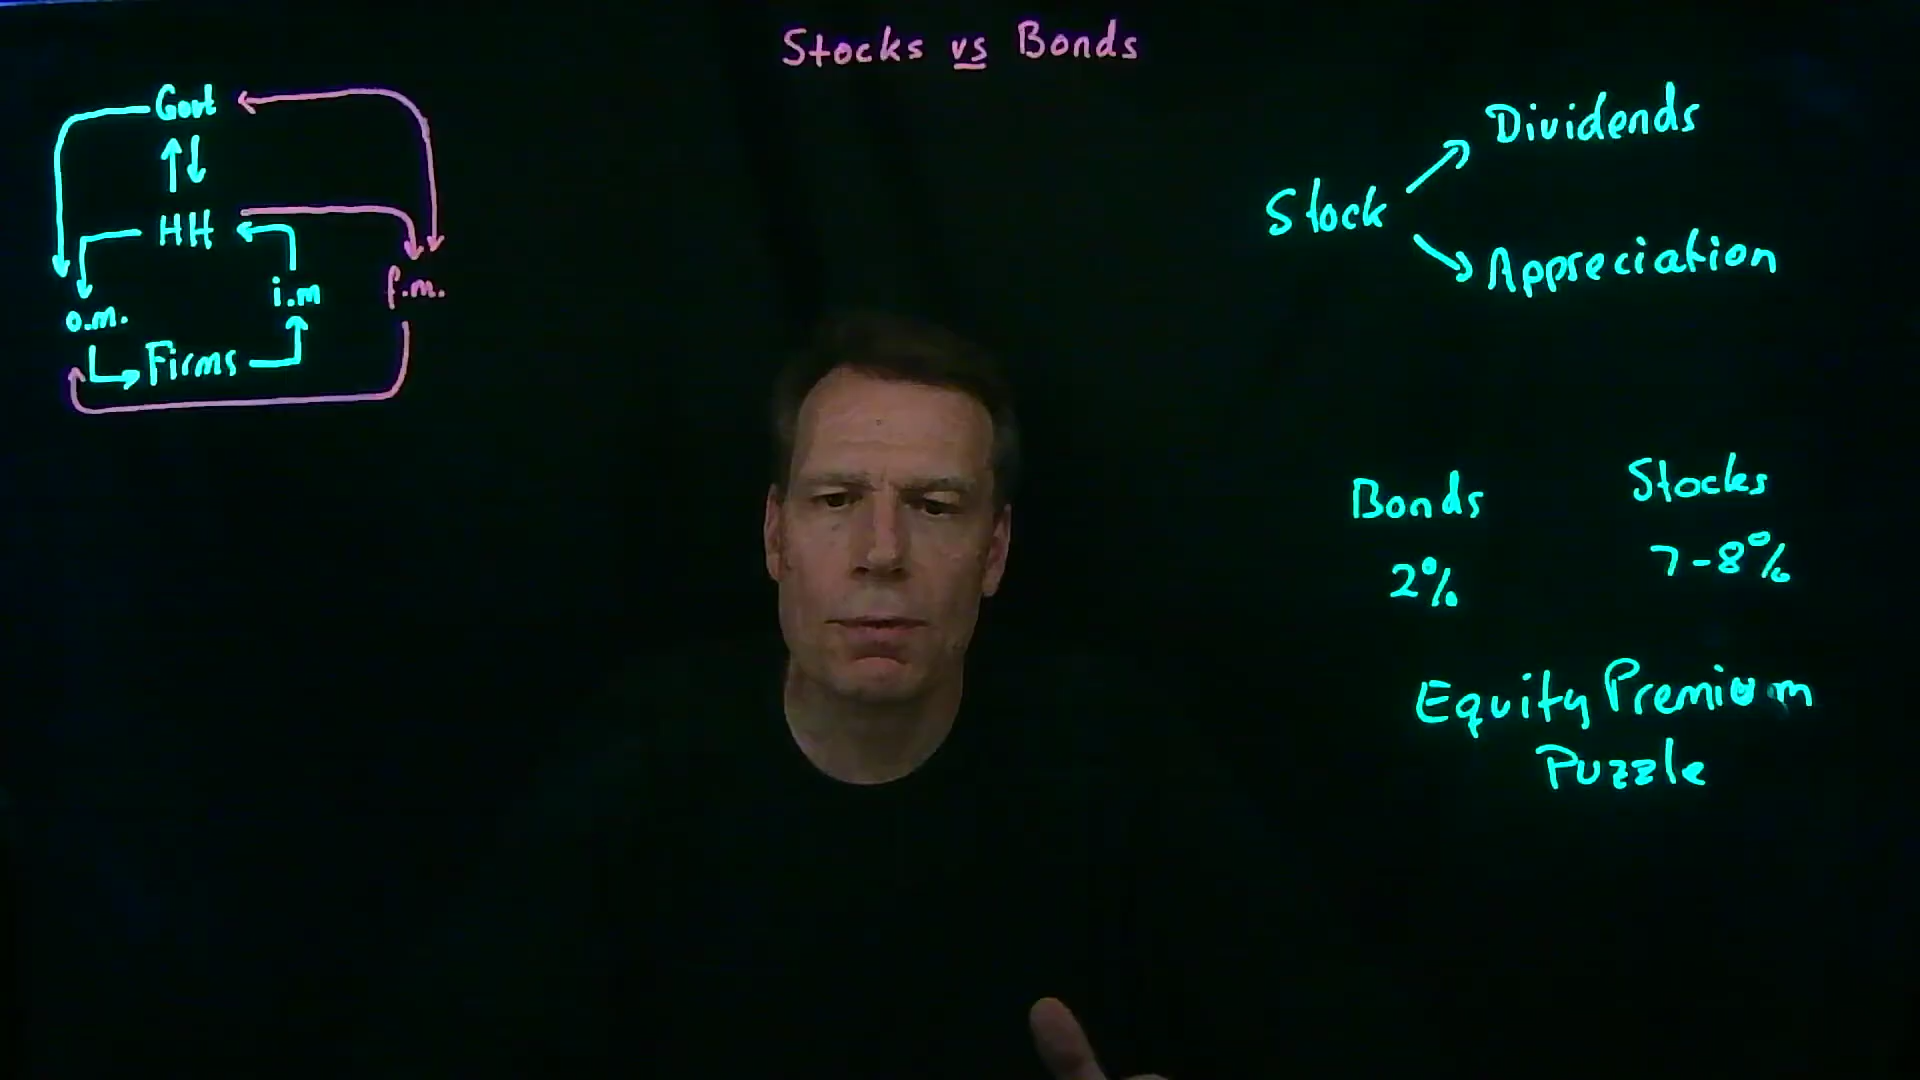 Stocks vs Bonds
Govt
HH
o.m.
i.m
f.m.
Firms
Stock
Dividends
Appreciation
Bonds
Stocks
2%
7-8%
Equity Premium
Puzzle